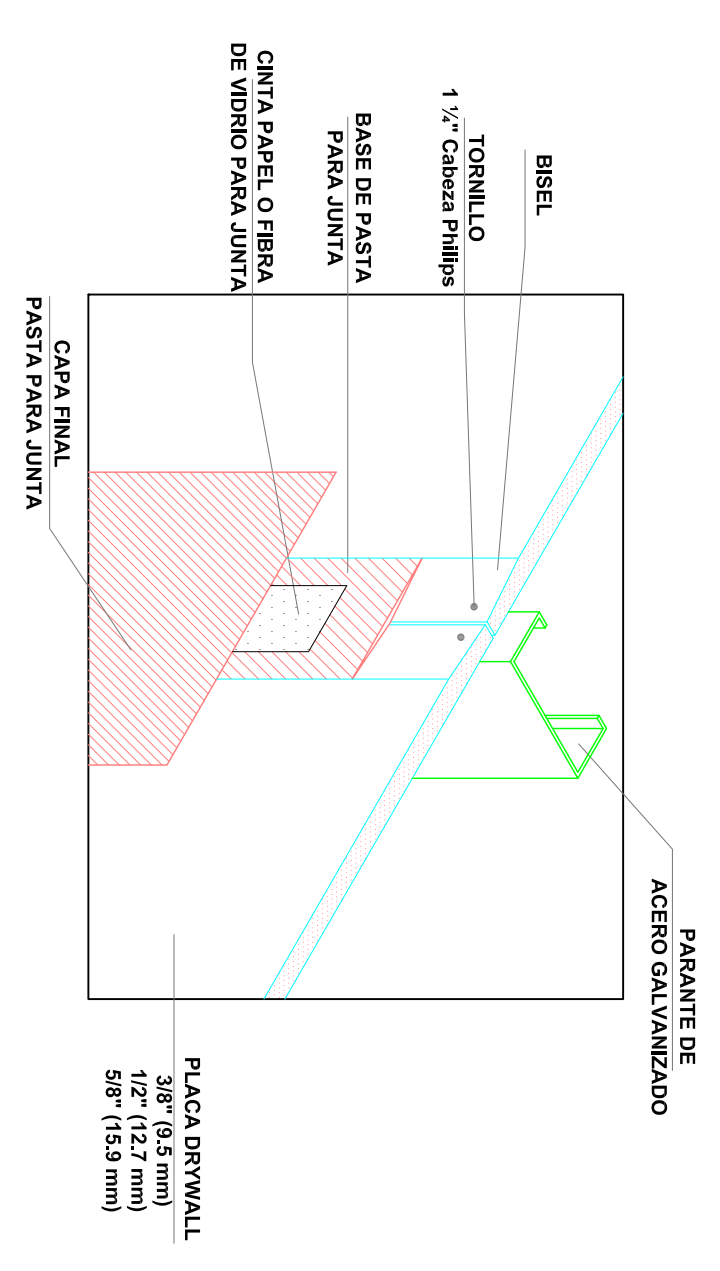 BISEL
TORNILLO
1 ¼" Cabeza Philips
BASE DE PASTA
PARA JUNTA
CINTA PAPEL O FIBRA
DE VIDRIO PARA JUNTA
CAPA FINAL
PASTA PARA JUNTA
PARANTE DE
ACERO GALVANIZADO
PLACA DRYWALL
3/8" (9.5 mm)
1/2" (12.7 mm)
5/8" (15.9 mm)